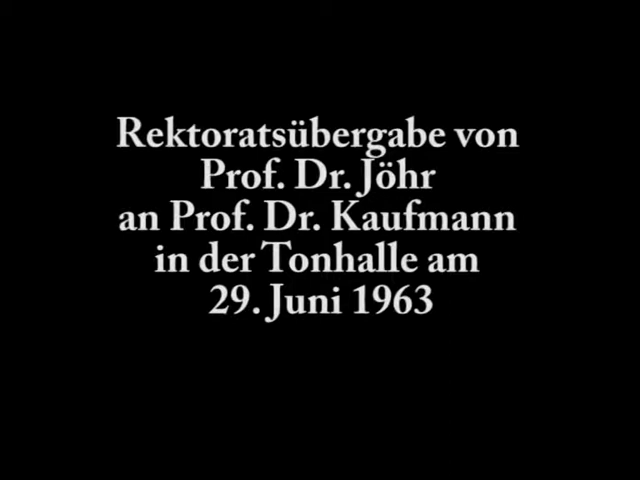 Rektoratsübergabe von
Prof. Dr. Jöhr
an Prof. Dr. Kaufmann
in der Tonhalle am
29. Juni 1963